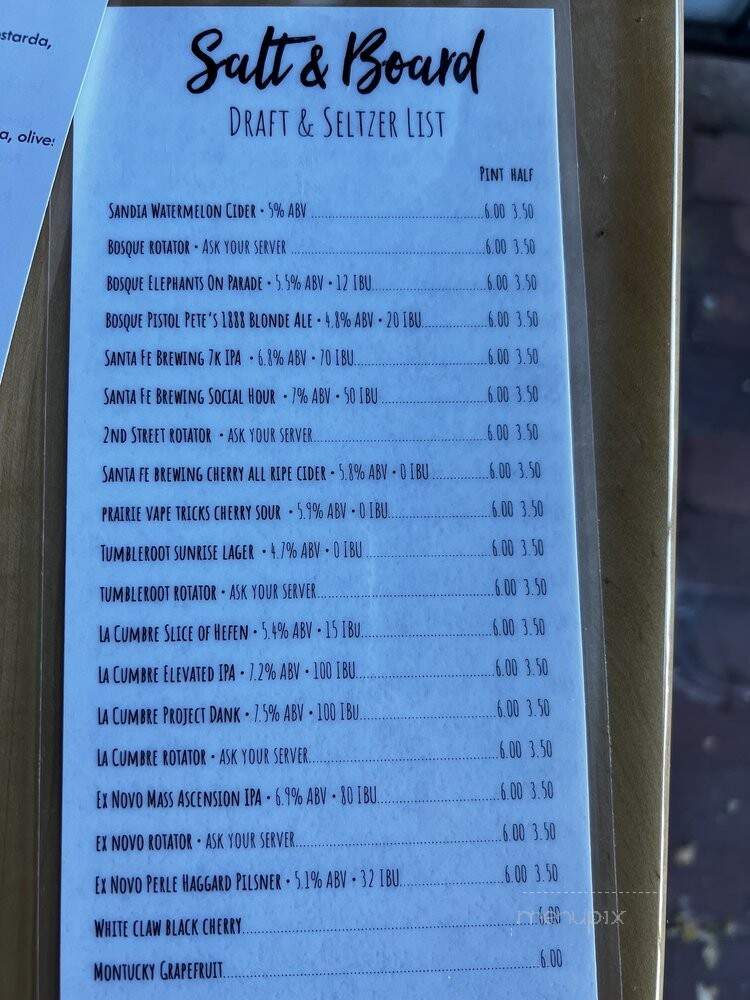 starda,
a, olives
Salt & Board
DRAFT & SELTZER LIST
PINT HALF
SANDIA WATERMELON CIDER • 5% ABV 6.00 3.50
BOSQUE ROTATOR • ASK YOUR SERVER 6.00 3.50
BOSQUE ELEPHANTS ON PARADE • 5.5% ABV • 12 IBU 6.00 3.50
BOSQUE PISTOL PETE'S 1888 BLONDE ALE • 4.8% ABV • 20 IBU 6.00 3.50
SANTA FE BREWING 7K IPA • 6.8% ABV • 70 IBU 6.00 3.50
SANTA FE BREWING SOCIAL HOUR • 7% ABV • 50 IBU 6.00 3.50
2ND STREET ROTATOR • ASK YOUR SERVER 6.00 3.50
SANTA FE BREWING CHERRY ALL RIPE CIDER • 5.8% ABV • 0 IBU 6.00 3.50
PRAIRIE VAPE TRICKS CHERRY SOUR • 5.9% ABV • 0 IBU 6.00 3.50
TUMBLEROOT SUNRISE LAGER • 4.7% ABV • 0 IBU 6.00 3.50
TUMBLEROOT ROTATOR • ASK YOUR SERVER 6.00 3.50
LA CUMBRE SLICE OF HEFEN • 5.4% ABV • 15 IBU 6.00 3.50
LA CUMBRE ELEVATED IPA • 7.2% ABV • 100 IBU 6.00 3.50
LA CUMBRE PROJECT DANK • 7.5% ABV • 100 IBU 6.00 3.50
LA CUMBRE ROTATOR • ASK YOUR SERVER 6.00 3.50
EX NOVO MASS ASCENSION IPA • 6.9% ABV • 80 IBU 6.00 3.50
EX NOVO ROTATOR • ASK YOUR SERVER 6.00 3.50
EX NOVO PERLE HAGGARD PILSNER • 5.1% ABV • 32 IBU 6.00 3.50
WHITE CLAW BLACK CHERRY 6.00
menupix
MONTUCKY GRAPEFRUIT 6.00